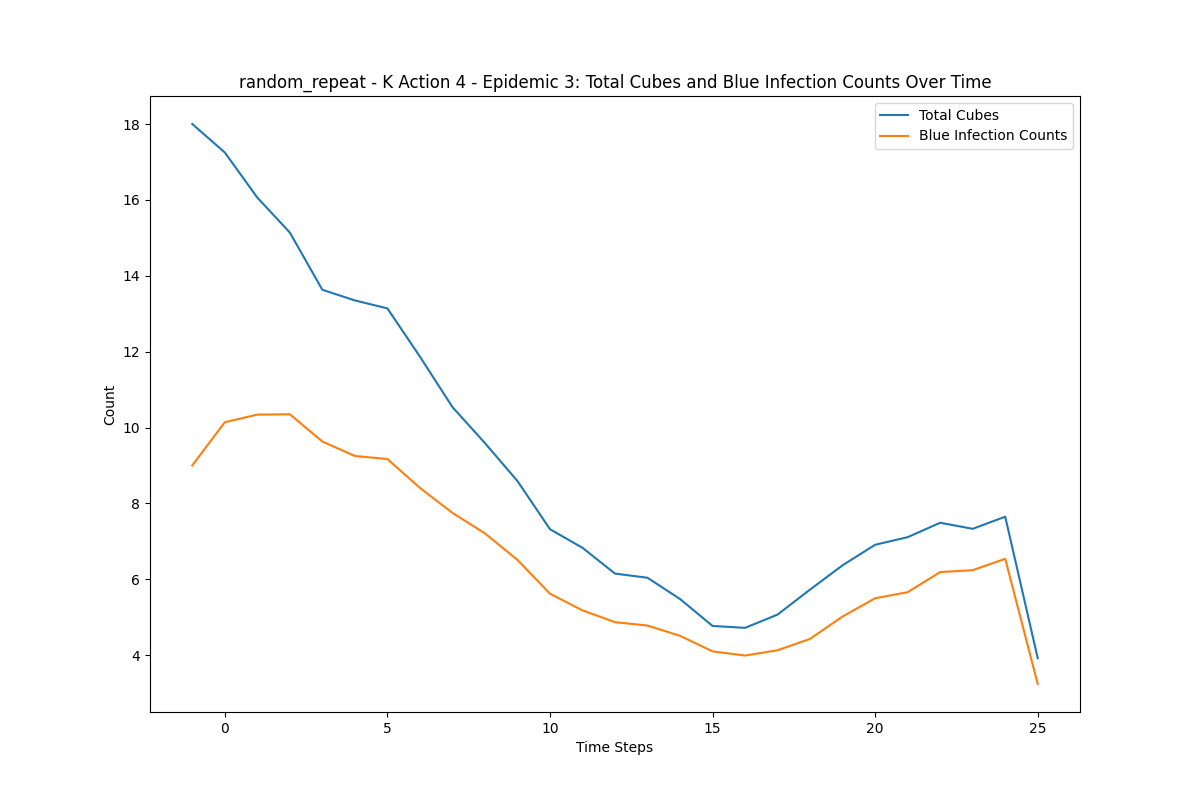 random_repeat - K Action 4 - Epidemic 3: Total Cubes and Blue Infection Counts Over Time
Total Cubes
Blue Infection Counts
18
16
14
12
10
8
6
4
Count
0 5 10 15 20 25
Time Steps